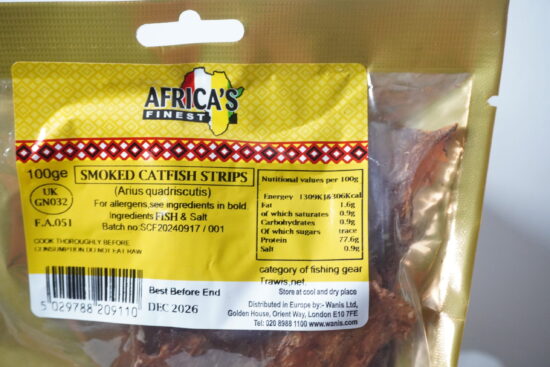 AFRICA'S
FINEST
100ge
SMOKED CATFISH STRIPS
UK
GN032
F.A.051
(Arius quadriscutis)
For allergens,see ingredients in bold.
Ingredients FISH & Salt
Batch no:SCF20240917 / 001
COOK THOROUGHLY BEFORE
CONSUMPTION DO NOT EAT RAW
Nutritional values per 100g
Energey 1309KJ&306Kcal
Fat 1.6g
of which saturates 0.9g
Carbohydrates 0.9g
Of which sugars trace
Protein 77.6g
Salt 0.9g
category of fishing gear
Trawis,net.
Store at cool and dry place
5 029788 209110
Best Before End
DEC 2026
Distributed in Europe by:- Wanis Ltd,
Golden House, Orient Way, London E10 7FE
Tel: 020 8988 1100 www.wanis.com